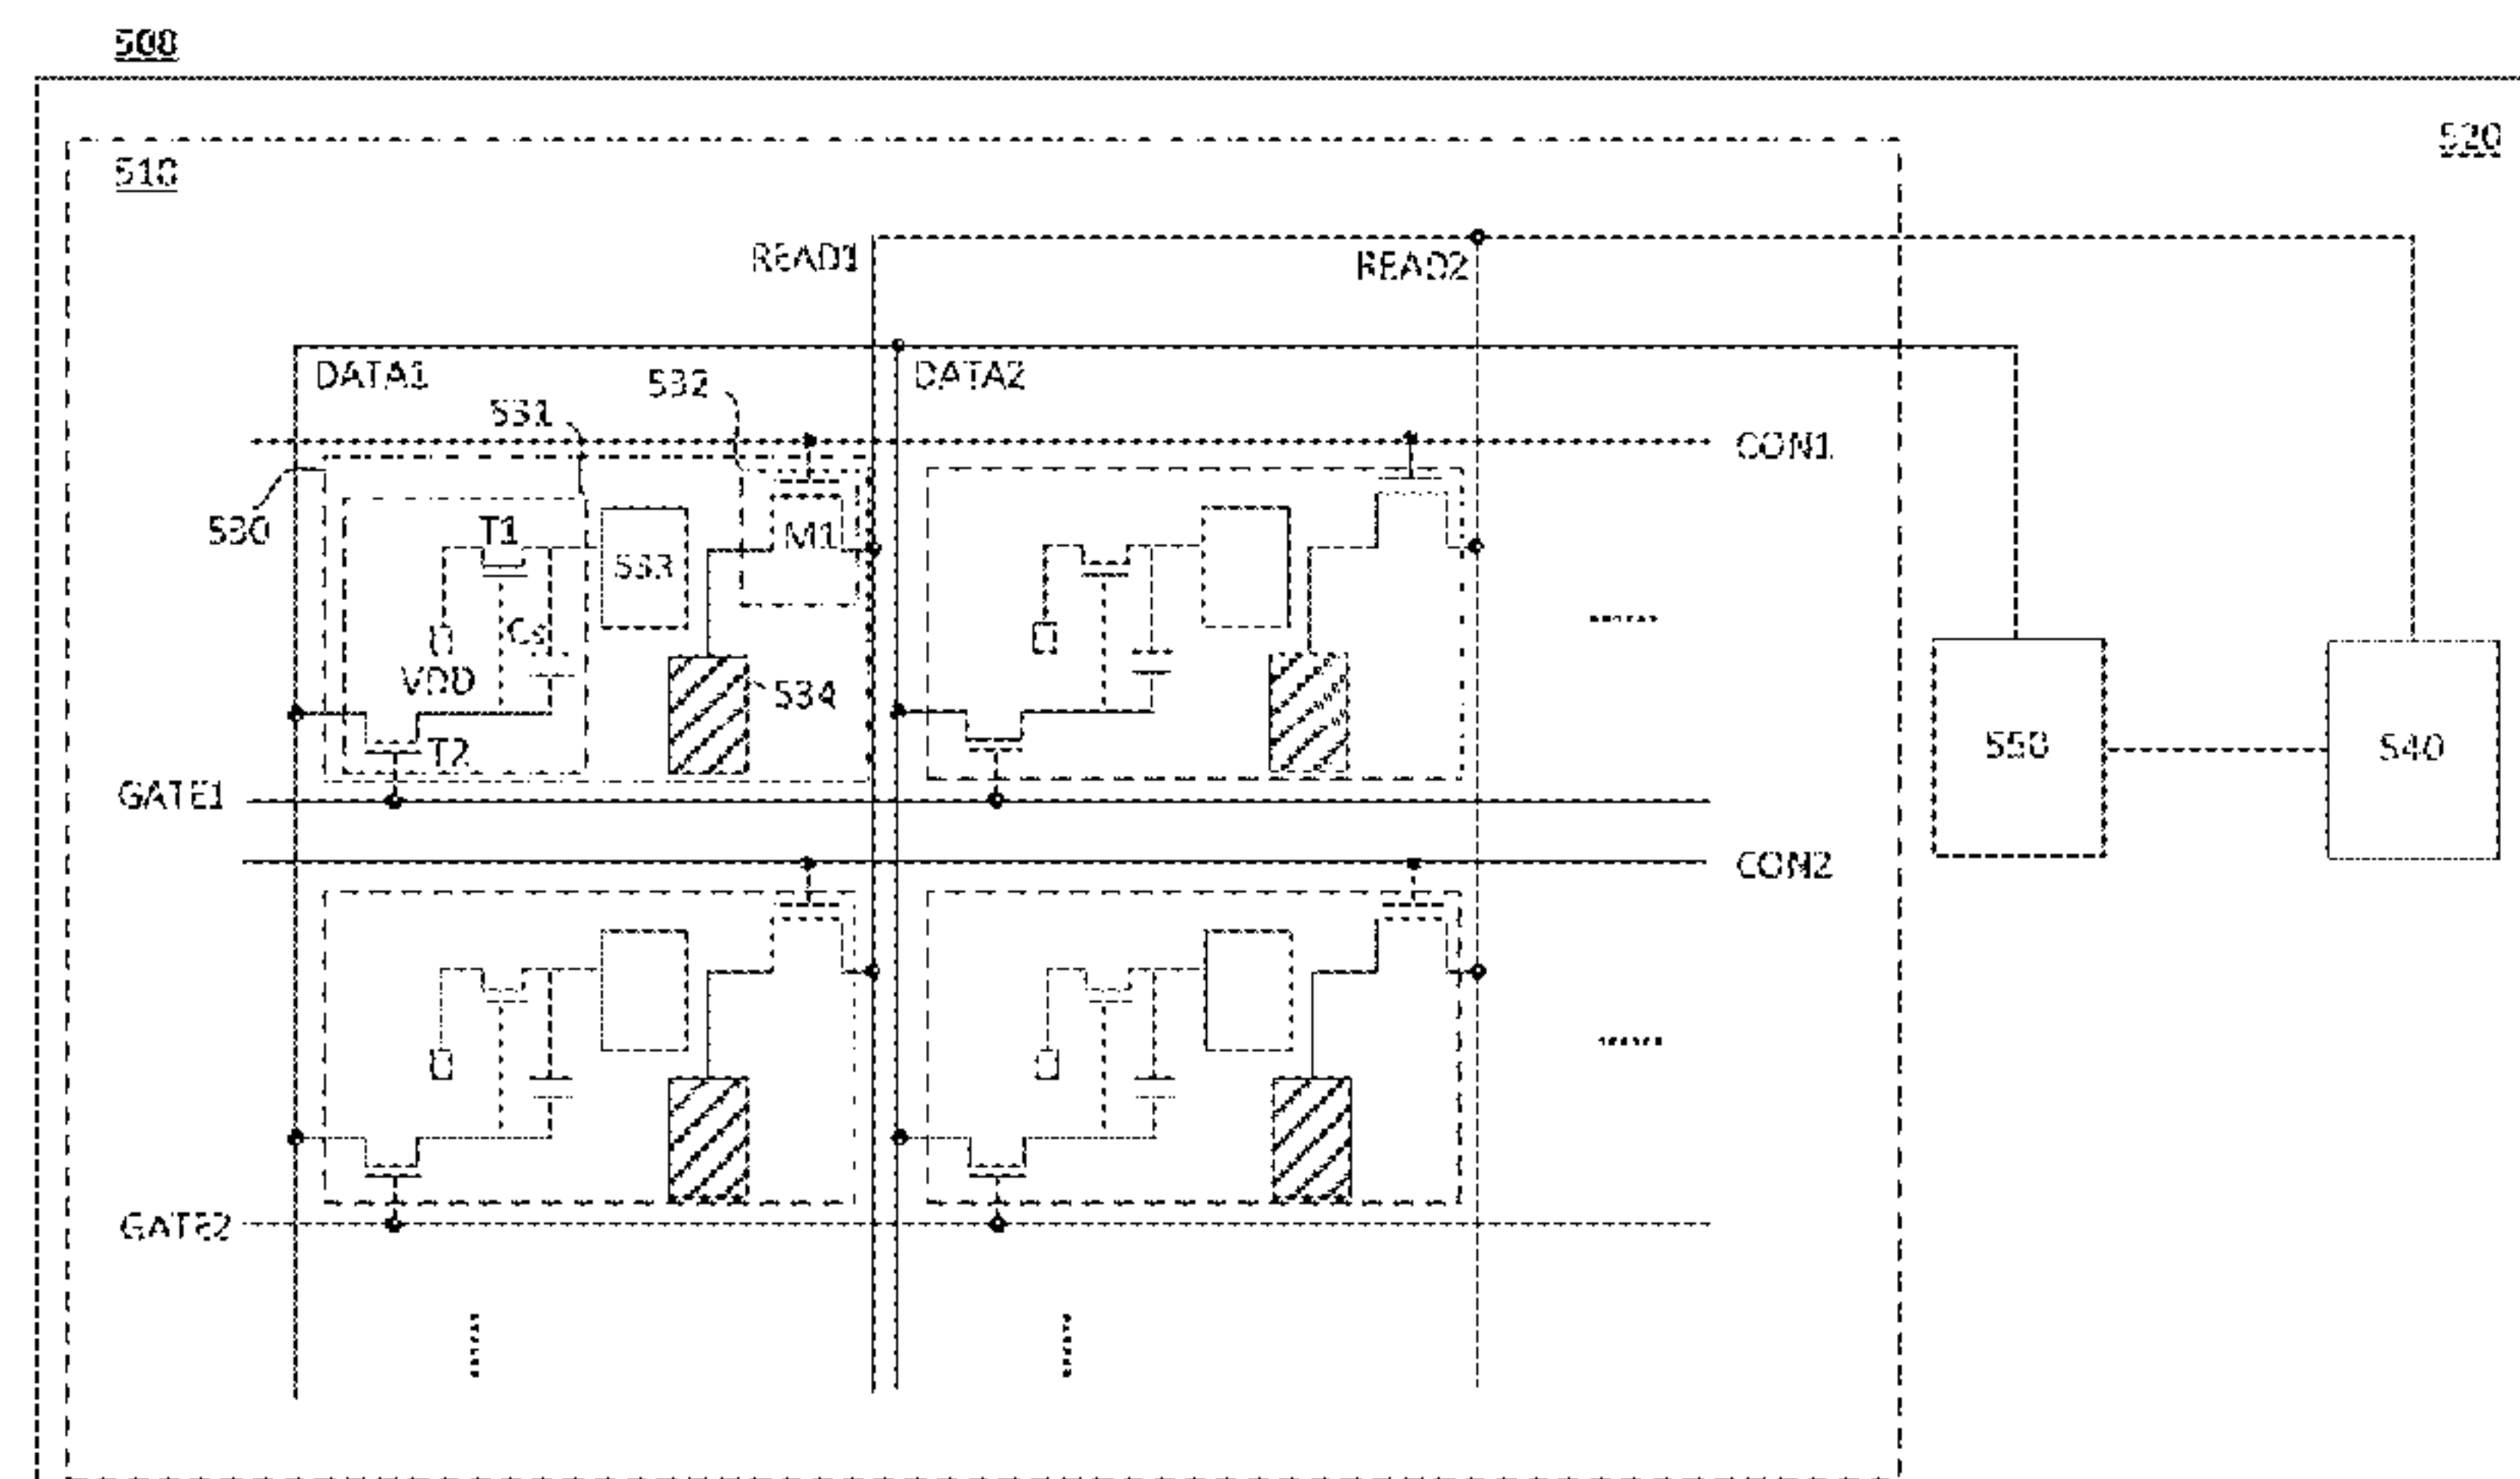 500
520
510
READ1
READ2
DATA1
532
DATA2
531
CON1
530
T1
M1
533
Cs
VDD
534
T2
550
540
GATE1
CON2
GATE2